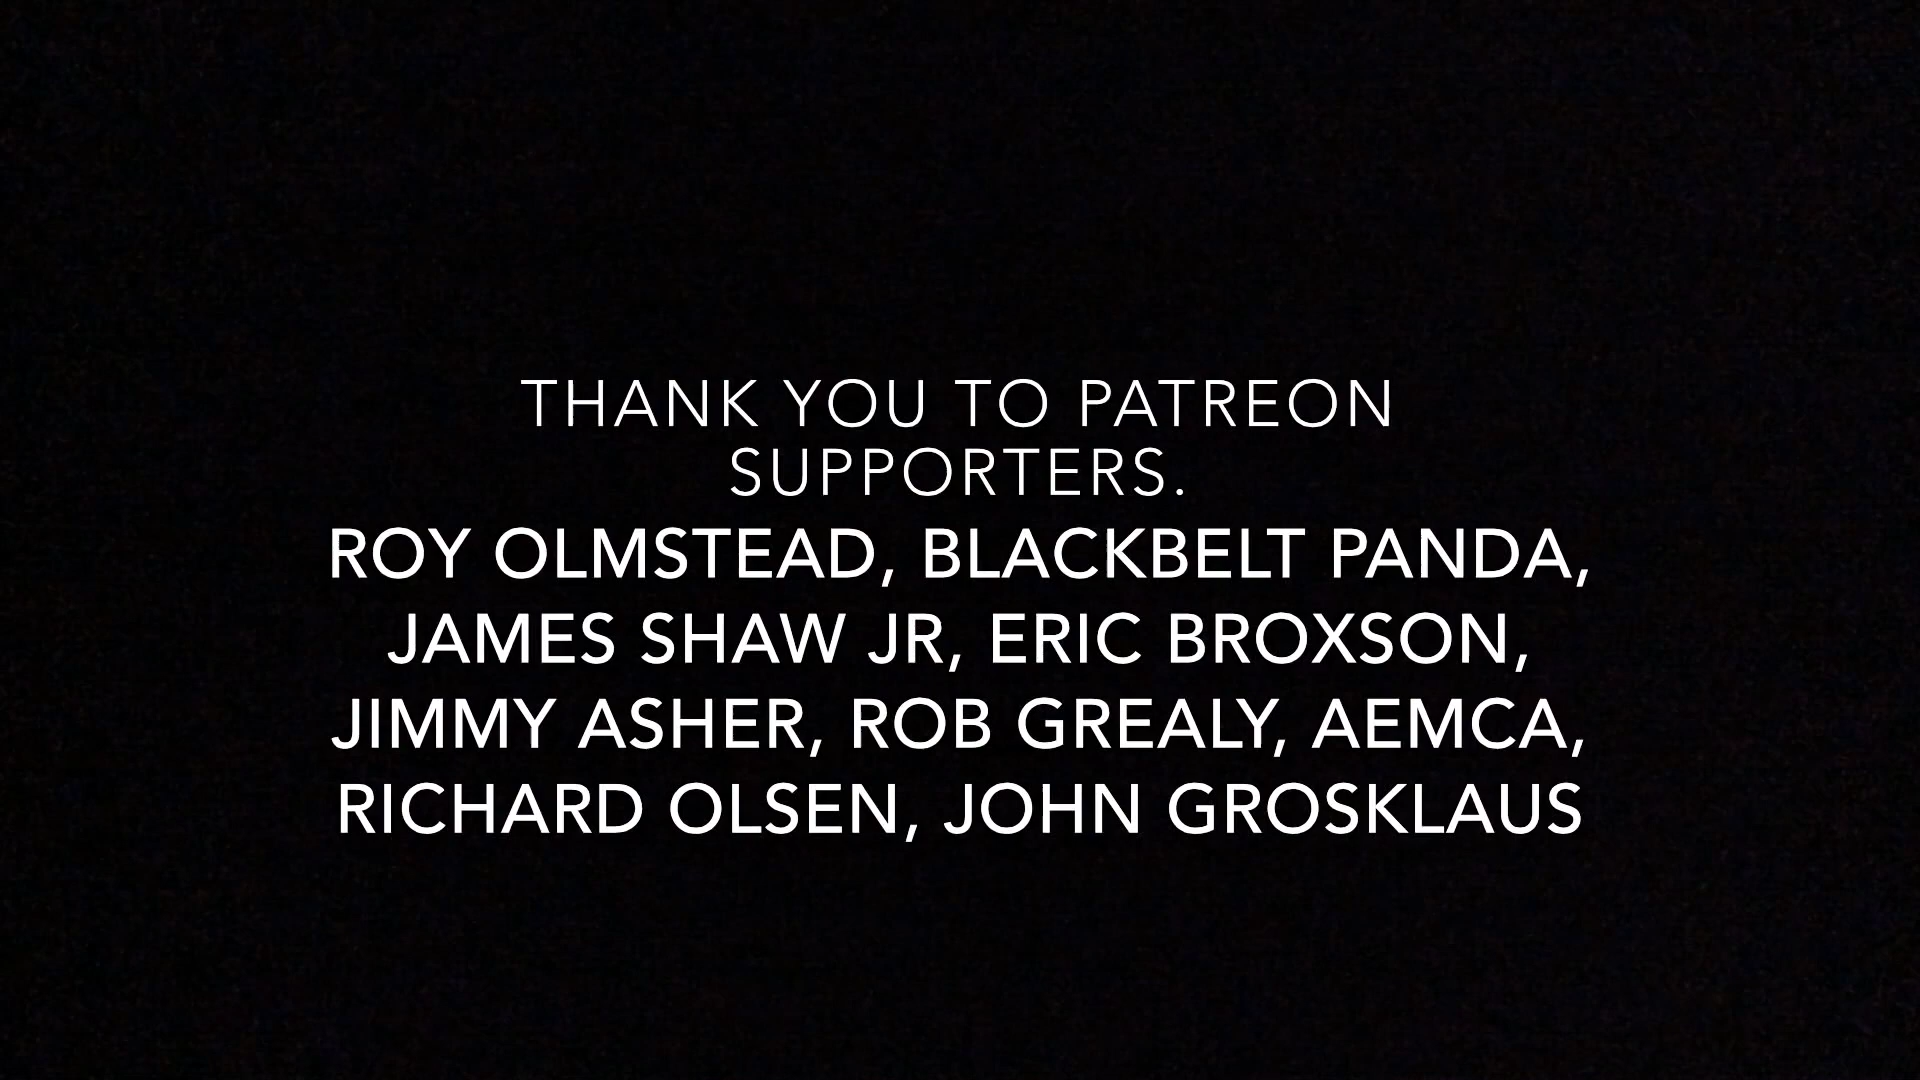 THANK YOU TO PATREON
SUPPORTERS.
ROY OLMSTEAD, BLACKBELT PANDA,
JAMES SHAW JR, ERIC BROXSON,
JIMMY ASHER, ROB GREALY, AEMCA,
RICHARD OLSEN, JOHN GROSKLAUS